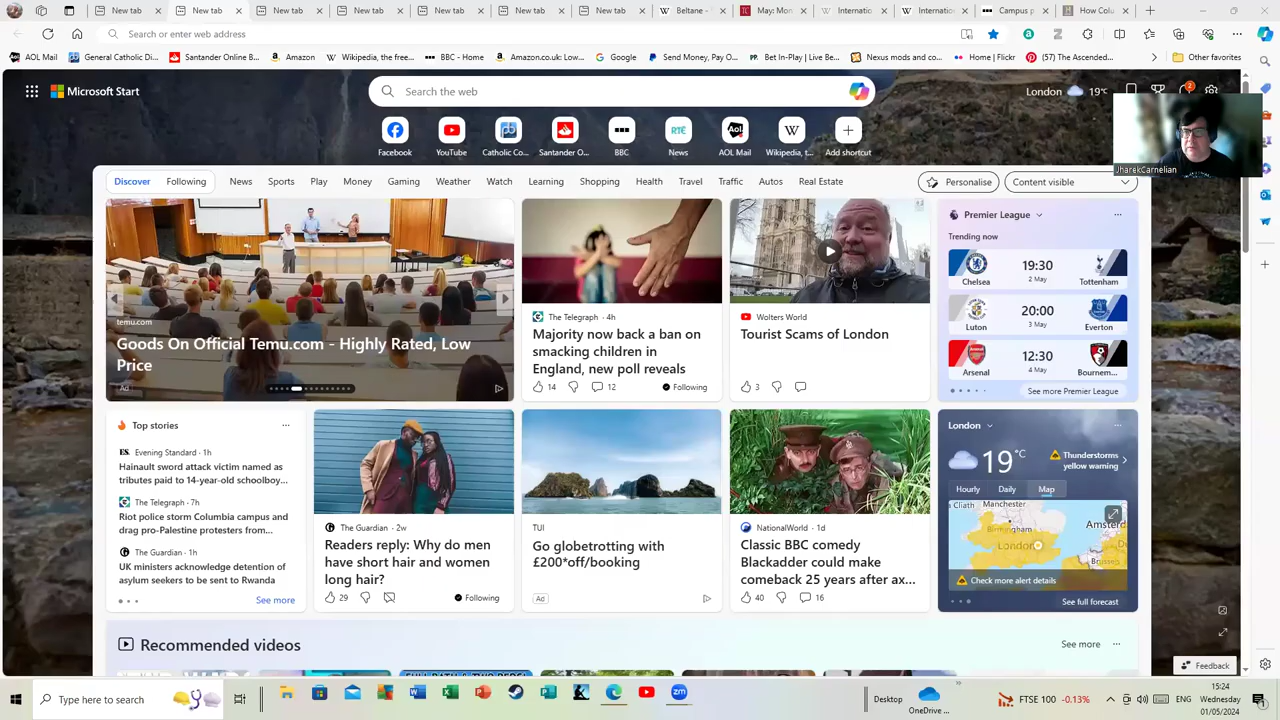 New tab
New tab
New tab
New tab
New tab
New tab
New tab
Beltane -
May: Mon
Internatio
Internation
Campus p
How Colu
Search or enter web address
AOL Mail
General Catholic Di...
Santander Online B...
Amazon
Wikipedia, the free...
BBC - Home
Amazon.co.uk: Low...
Google
Send Money, Pay O...
Bet In-Play | Live Be...
Nexus mods and co...
Home | Flickr
(57) The Ascended...
Other favorites
Microsoft Start
Search the web
London 19°C
Facebook
YouTube
Catholic Co...
Santander O...
BBC
News
AOL Mail
Wikipedia, t...
Add shortcut
JharekCarnelian
Discover
Following
News
Sports
Play
Money
Gaming
Weather
Watch
Learning
Shopping
Health
Travel
Traffic
Autos
Real Estate
Personalise
Content visible
temu.com
Goods On Official Temu.com - Highly Rated, Low
Price
Ad
The Telegraph · 4h
Majority now back a ban on
smacking children in
England, new poll reveals
14
12
Following
Wolters World
Tourist Scams of London
3
Premier League
Trending now
Chelsea
19:30
2 May
Tottenham
Luton
20:00
3 May
Everton
Arsenal
12:30
4 May
Bournem...
See more Premier League
Top stories
Evening Standard · 1h
Hainault sword attack victim named as
tributes paid to 14-year-old schoolboy...
The Telegraph · 7h
Riot police storm Columbia campus and
drag pro-Palestine protesters from...
The Guardian · 1h
UK ministers acknowledge detention of
asylum seekers to be sent to Rwanda
See more
The Guardian · 2w
Readers reply: Why do men
have short hair and women
long hair?
29
Following
TUI
Go globetrotting with
£200*off/booking
Ad
NationalWorld · 1d
Classic BBC comedy
Blackadder could make
comeback 25 years after ax...
40
16
London
19°C
Thunderstorms
yellow warning
Hourly
Daily
Map
Manchester
Birmingham
London
Amster
Brussels
Check more alert details
See full forecast
Recommended videos
See more
Feedback
Type here to search
Desktop
OneDrive ...
FTSE 100 -0.13%
ENG
15:24
Wednesday
01/05/2024